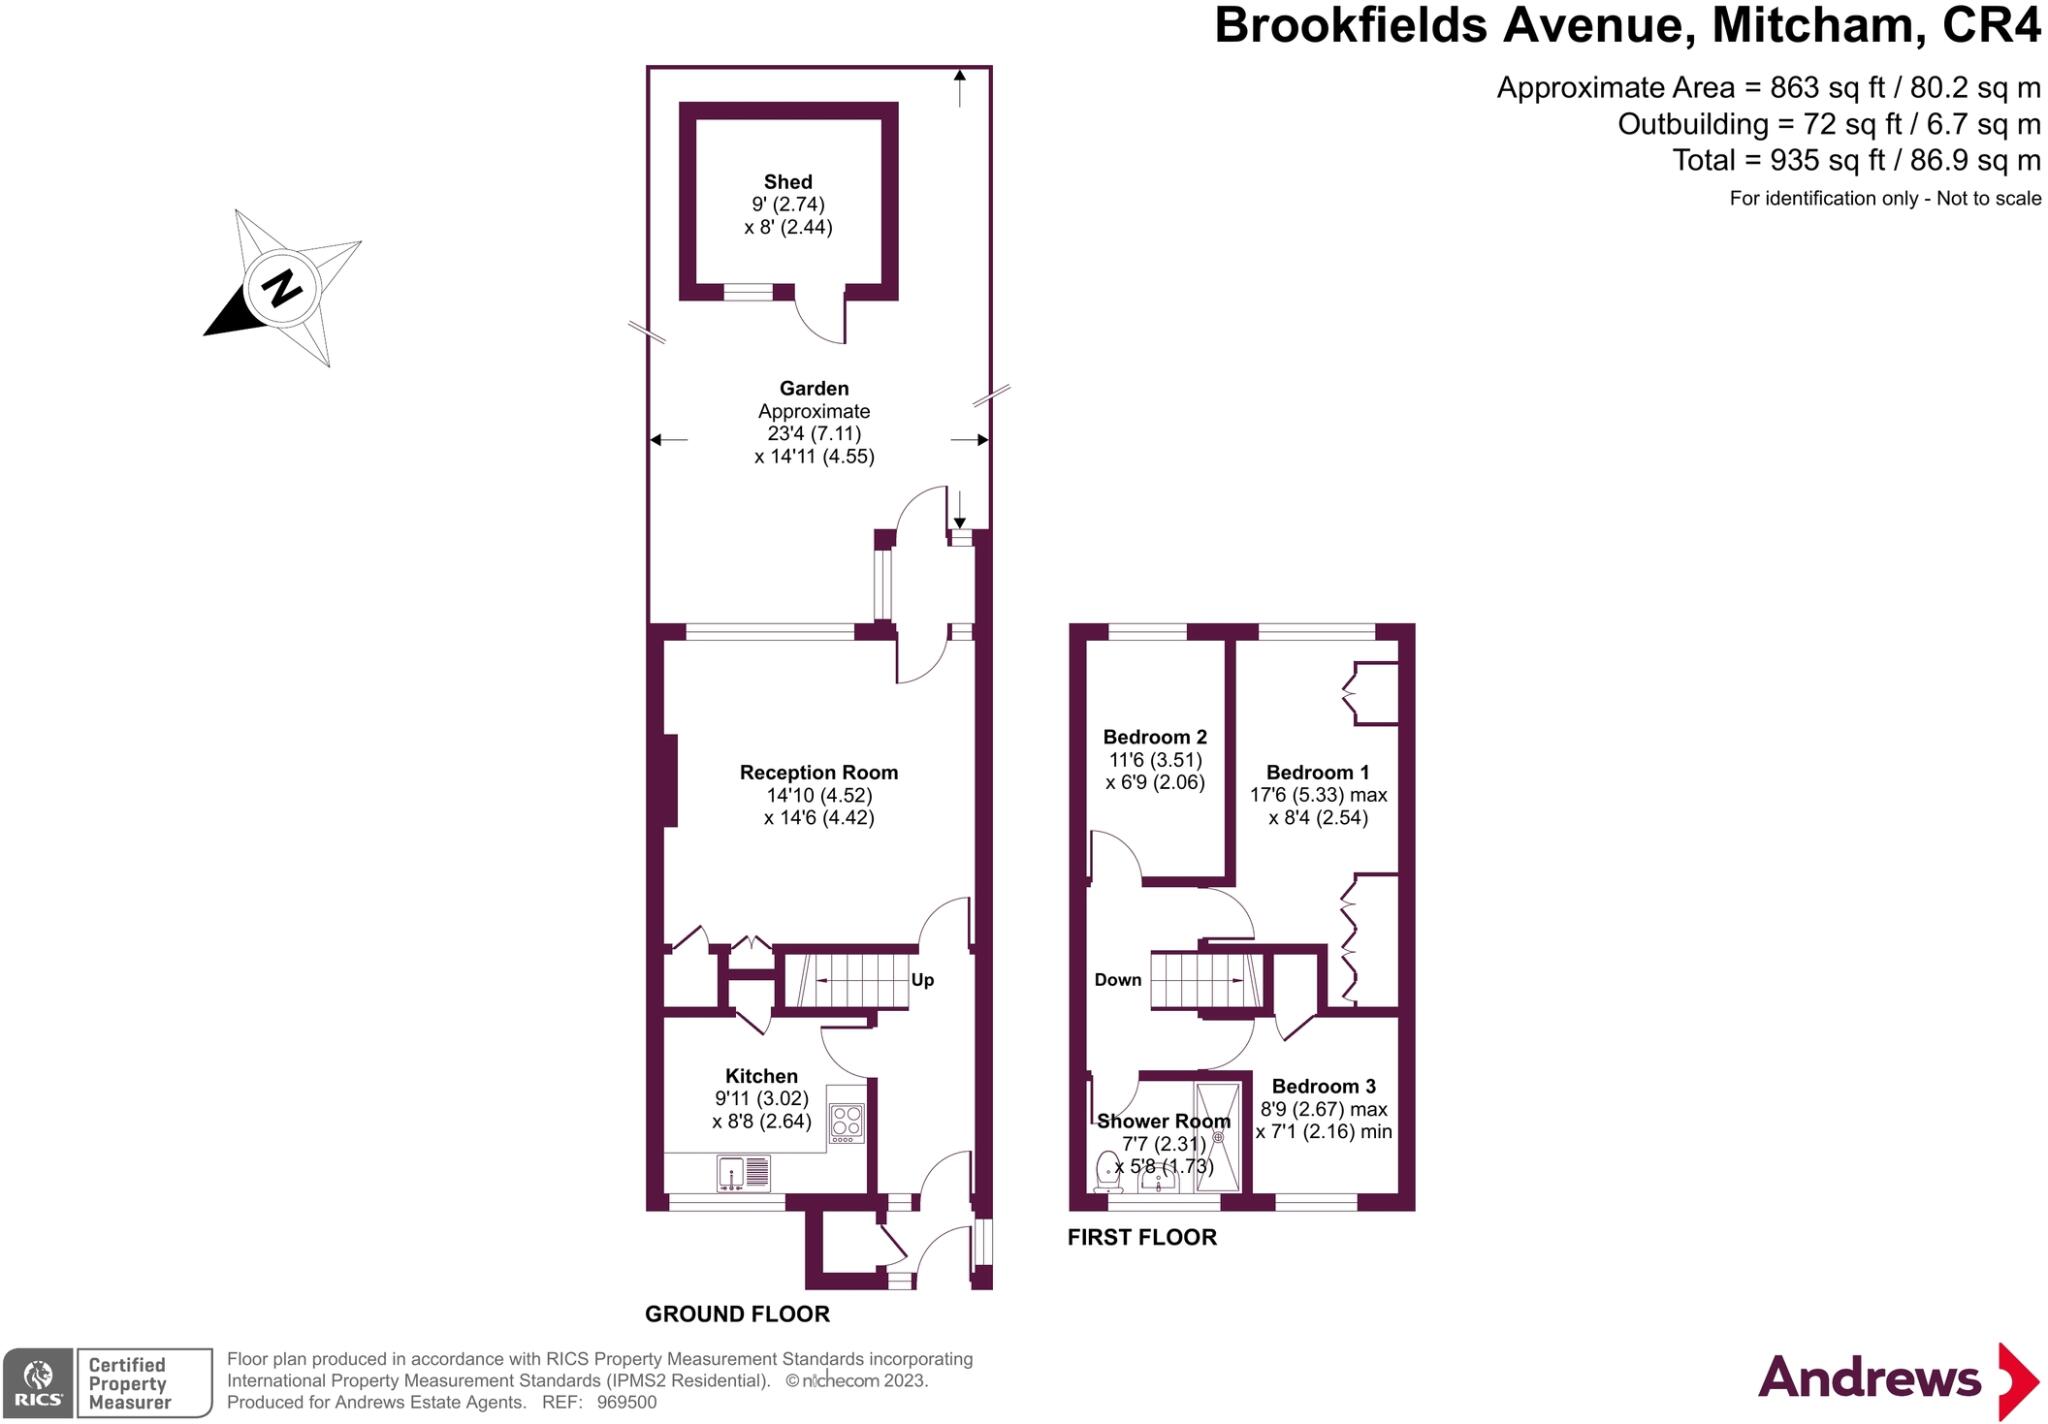 Brookfields Avenue, Mitcham, CR4
Approximate Area = 863 sq ft / 80.2 sq m
Outbuilding = 72 sq ft / 6.7 sq m
Total = 935 sq ft / 86.9 sq m
For identification only - Not to scale
N
Shed
9' (2.74)
x 8' (2.44)
Garden
Approximate
23'4 (7.11)
x 14'11 (4.55)
Reception Room
14'10 (4.52)
x 14'6 (4.42)
Up
Kitchen
9'11 (3.02)
x 8'8 (2.64)
GROUND FLOOR
Bedroom 2
11'6 (3.51)
x 6'9 (2.06)
Bedroom 1
17'6 (5.33) max
x 8'4 (2.54)
Down
Bedroom 3
8'9 (2.67) max
x 7'1 (2.16) min
Shower Room
7'7 (2.31)
x 5'8 (1.73)
FIRST FLOOR
RICS
Certified
Property
Measurer
Floor plan produced in accordance with RICS Property Measurement Standards incorporating
International Property Measurement Standards (IPMS2 Residential). © nichecom 2023.
Produced for Andrews Estate Agents. REF: 969500
Andrews